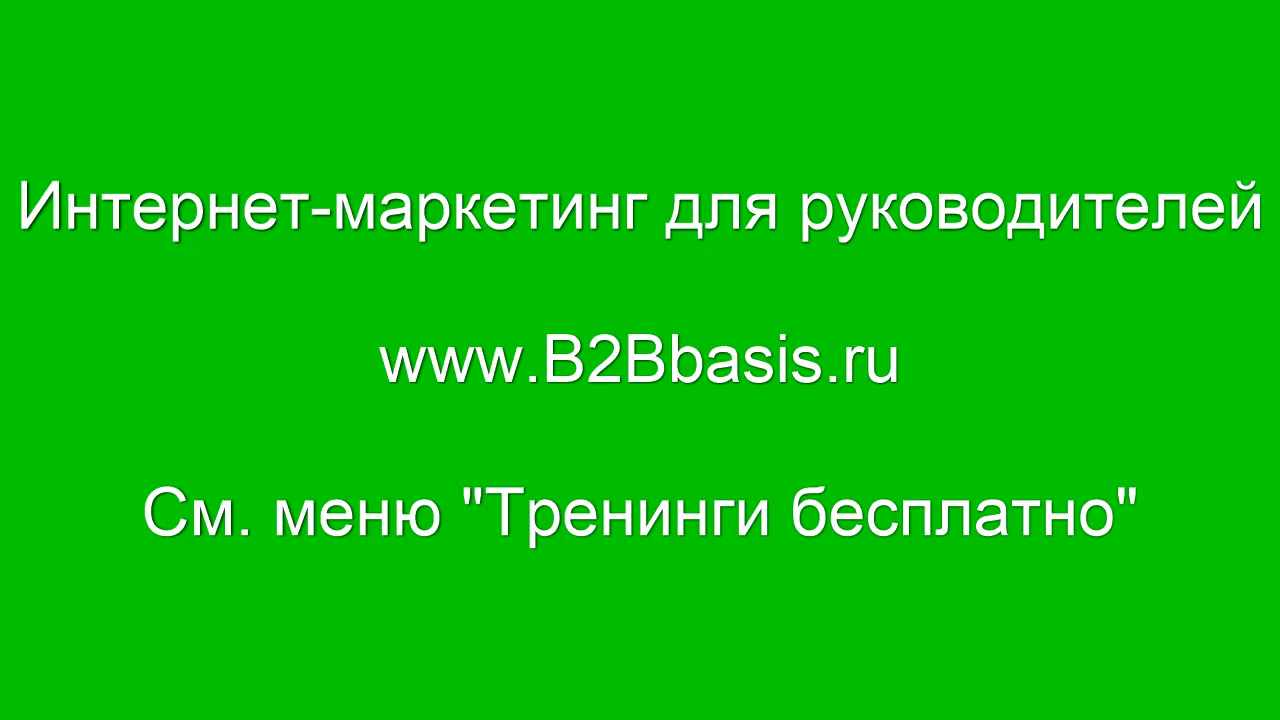 Интернет-маркетинг для руководителей
www.B2Bbasis.ru
См. меню "Тренинги бесплатно"